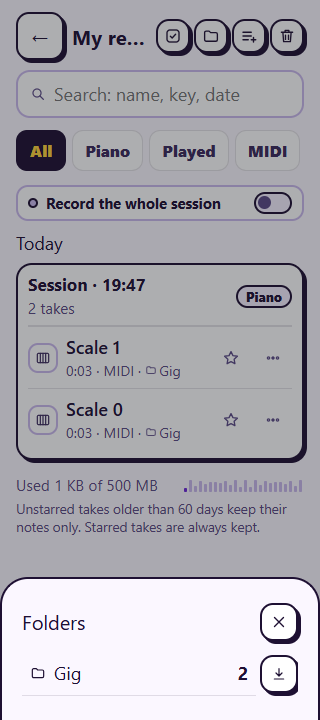 ← My re...
Search: name, key, date
All Piano Played MIDI
Record the whole session
Today
Session · 19:47
2 takes
Piano
Scale 1
0:03 · MIDI · Gig
Scale 0
0:03 · MIDI · Gig
Used 1 KB of 500 MB
Unstarred takes older than 60 days keep their
notes only. Starred takes are always kept.
Folders
Gig 2